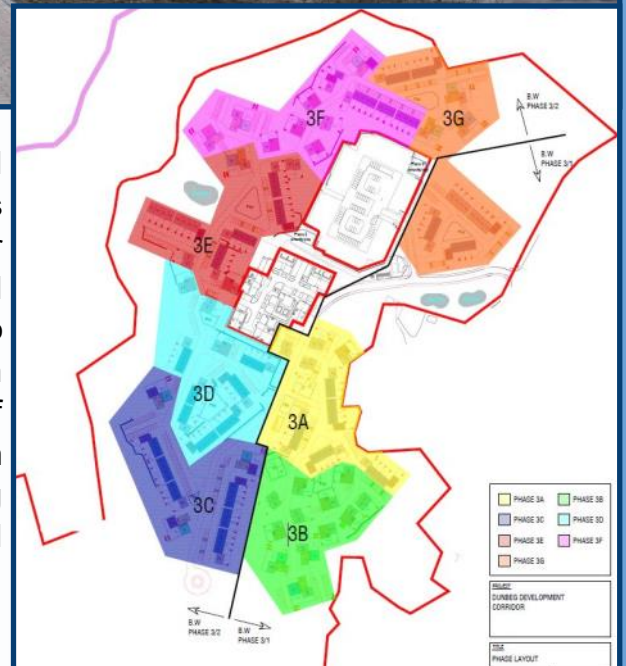 3F
3G
B.W
PHASE 3/2
B.W
PHASE 3/1
3E
3D
3A
3C
3B
B.W
PHASE 3/2
B.W
PHASE 3/1
PHASE 3A
PHASE 3B
PHASE 3C
PHASE 3D
PHASE 3E
PHASE 3F
PHASE 3G
PROJECT
DUNBEG DEVELOPMENT
CORRIDOR
TITLE
PHASE LAYOUT